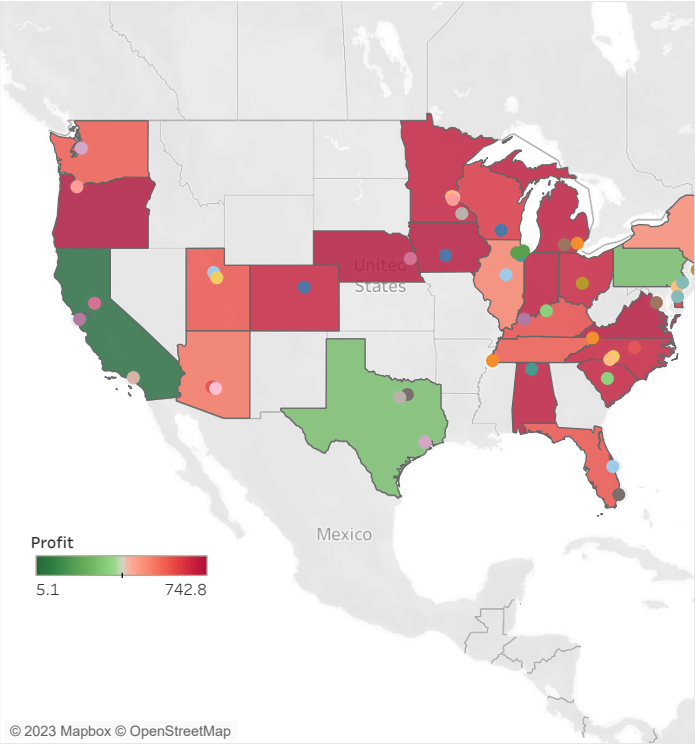 United
States
Mexico
Profit
5.1 742.8
© 2023 Mapbox © OpenStreetMap